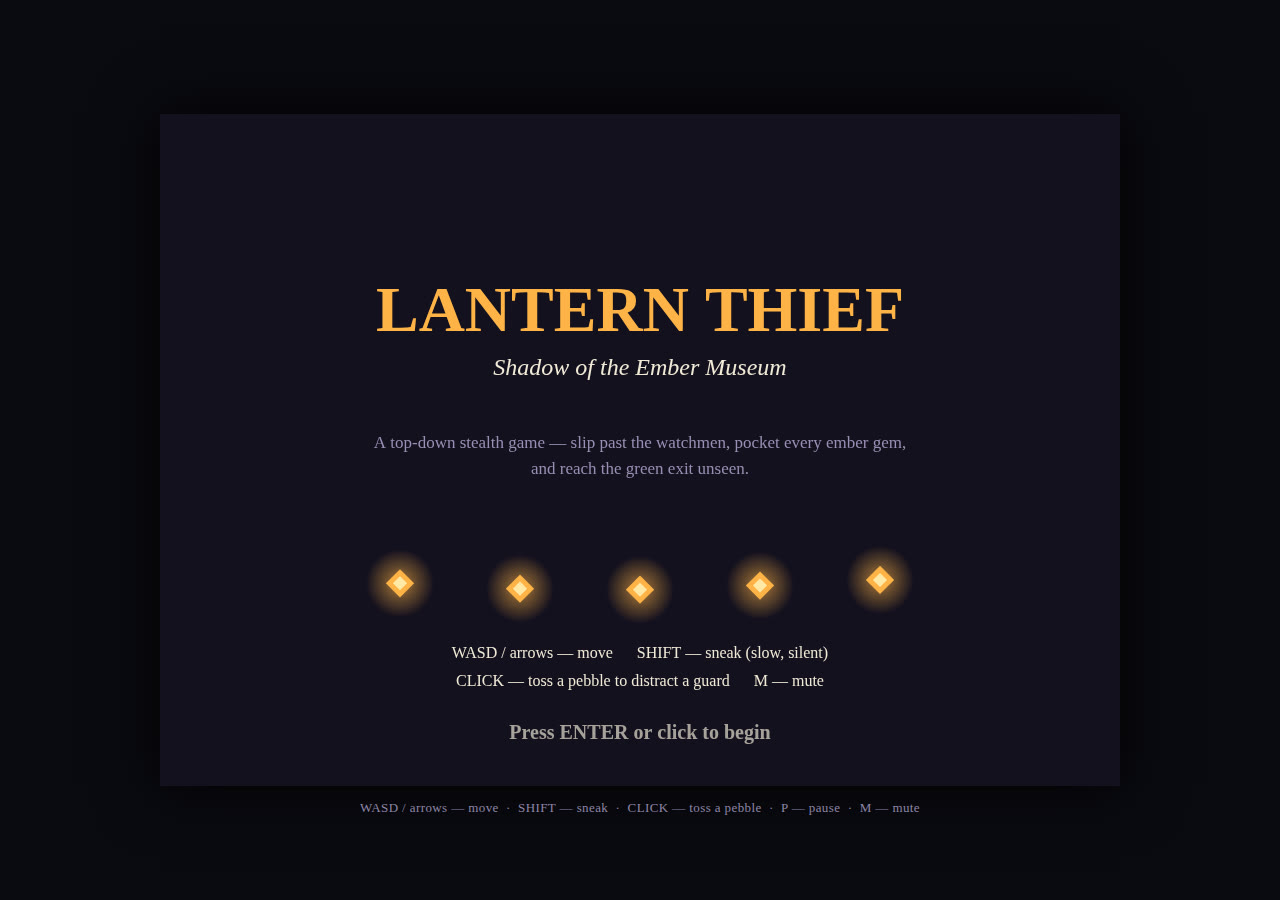 LANTERN THIEF
Shadow of the Ember Museum
A top-down stealth game — slip past the watchmen, pocket every ember gem,
and reach the green exit unseen.
WASD / arrows — move   SHIFT — sneak (slow, silent)
CLICK — toss a pebble to distract a guard   M — mute
Press ENTER or click to begin
WASD / arrows — move · SHIFT — sneak · CLICK — toss a pebble · P — pause · M — mute